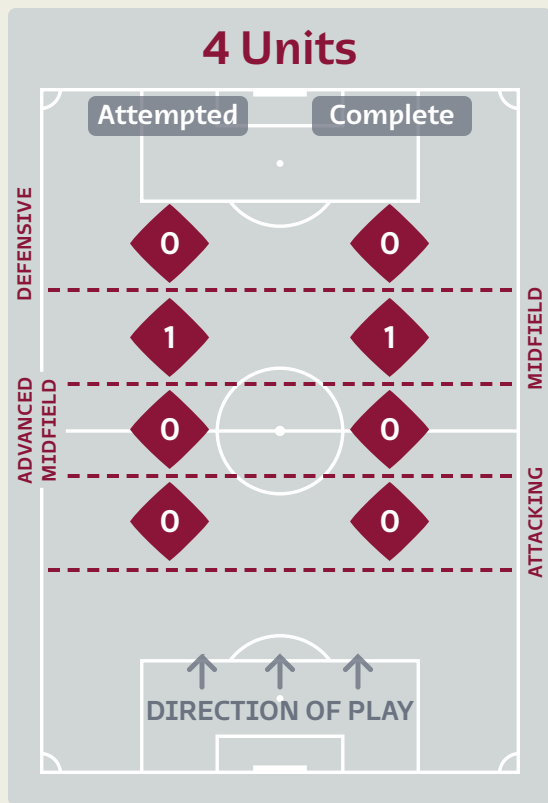 4 Units
Attempted
Complete
DEFENSIVE
0
0
MIDFIELD
1
1
ADVANCED
MIDFIELD
0
0
ATTACKING
0
0
DIRECTION OF PLAY